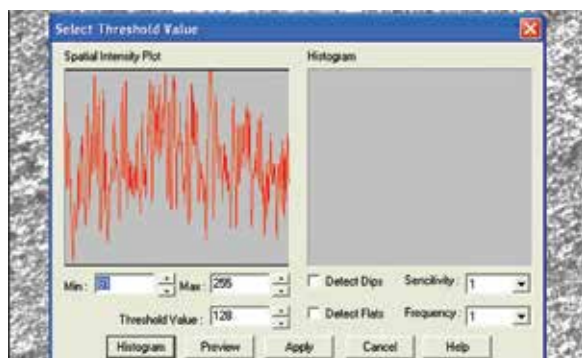 Select Threshold Value
Spatial Intensity Plot Histogram
Min : Max : 255 Detect Dips Sencitivity : 1
Threshold Value : 128 Detect Flats Frequency : 1
Histogram Preview Apply Cancel Help